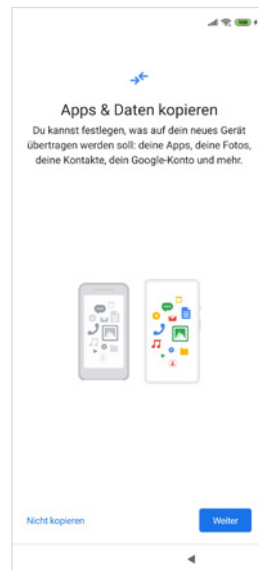 Apps & Daten kopieren
Du kannst festlegen, was auf dein neues Gerät
übertragen werden soll: deine Apps, deine Fotos,
deine Kontakte, dein Google-Konto und mehr.
Nicht kopieren
Weiter